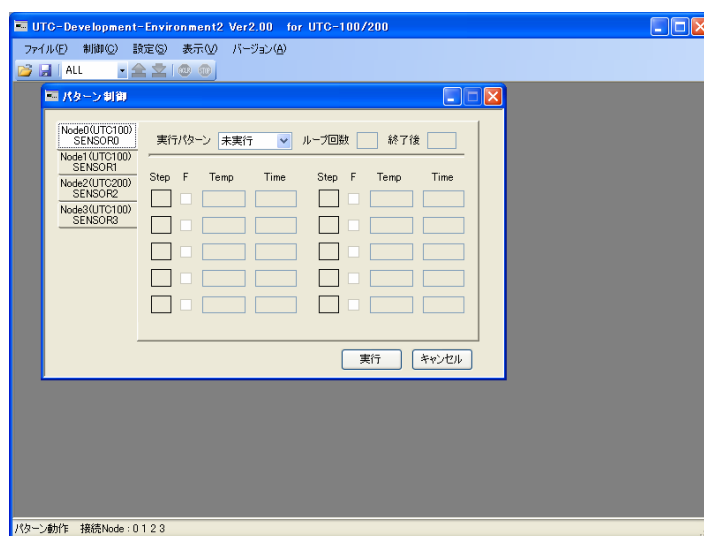 UTC-Development-Environment2 Ver2.00 for UTC-100/200
ファイル(F) 制御(C) 設定(S) 表示(V) バージョン(A)
ALL
パターン制御
Node0(UTC100)
SENSOR0
実行パターン 未実行 ループ回数 終了後
Node1(UTC100)
SENSOR1
Node2(UTC200)
SENSOR2
Node3(UTC100)
SENSOR3
Step F Temp Time Step F Temp Time
実行 キャンセル
パターン動作 接続Node : 0 1 2 3